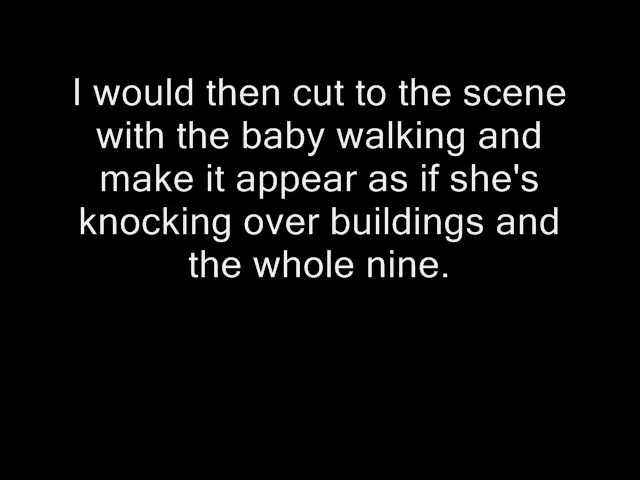 I would then cut to the scene
with the baby walking and
make it appear as if she's
knocking over buildings and
the whole nine.